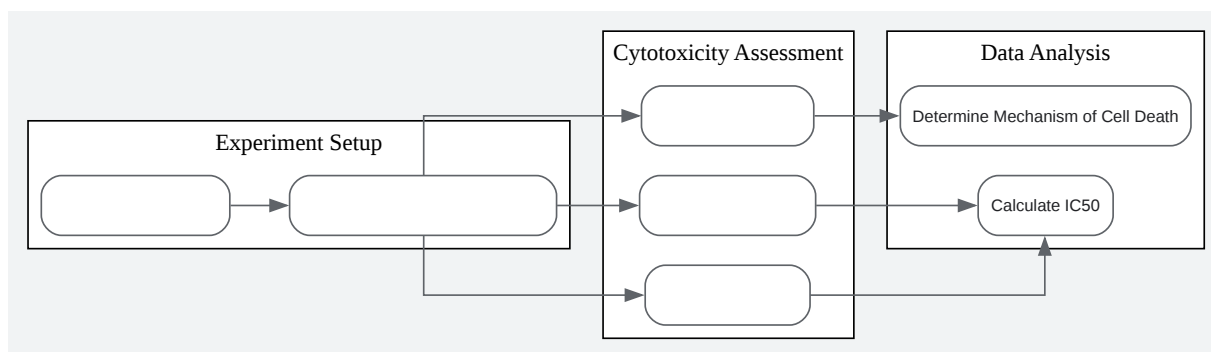 Experiment Setup
Cytotoxicity Assessment
Data Analysis
Determine Mechanism of Cell Death
Calculate IC50